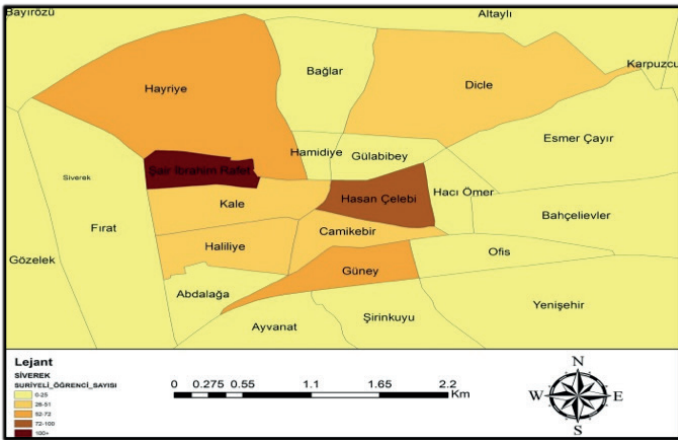 Bayırözü
Altaylı
Karpuzcu
Bağlar
Dicle
Hayriye
Esmer Çayır
Hamidiye
Gülabibey
Şair İbrahim Rafet
Siverek
Hasan Çelebi
Hacı Ömer
Kale
Bahçelievler
Fırat
Camikebir
Haliliye
Ofis
Gözelek
Güney
Abdalağa
Yenişehir
Şirinkuyu
Ayvanat
Lejant
SİVEREK
SURİYELİ_ÖĞRENCİ_SAYISI
0-25
26-51
52-72
72-100
100+
0 0.275 0.55 1.1 1.65 2.2
Km
N
W E
S